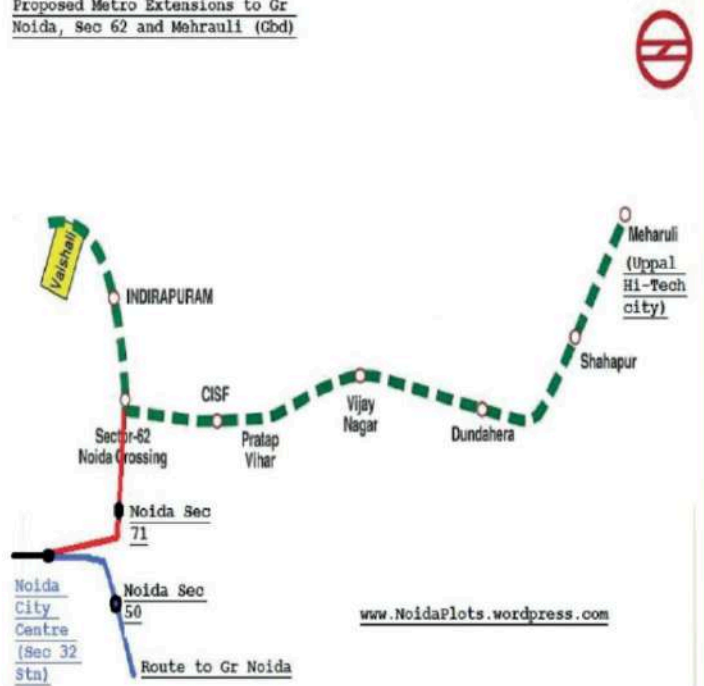 Proposed Metro Extensions to Gr
Noida, Sec 62 and Mehrauli (Gbd)
Vaishali
INDIRAPURAM
Meharuli
(Uppal
Hi-Tech
city)
Shahapur
CISF
Sector-62
Noida Crossing
Pratap
Vihar
Vijay
Nagar
Dundahera
Noida Sec
71
Noida
City
Centre
(Sec 32
Stn)
Noida Sec
50
Route to Gr Noida
www.NoidaPlots.wordpress.com